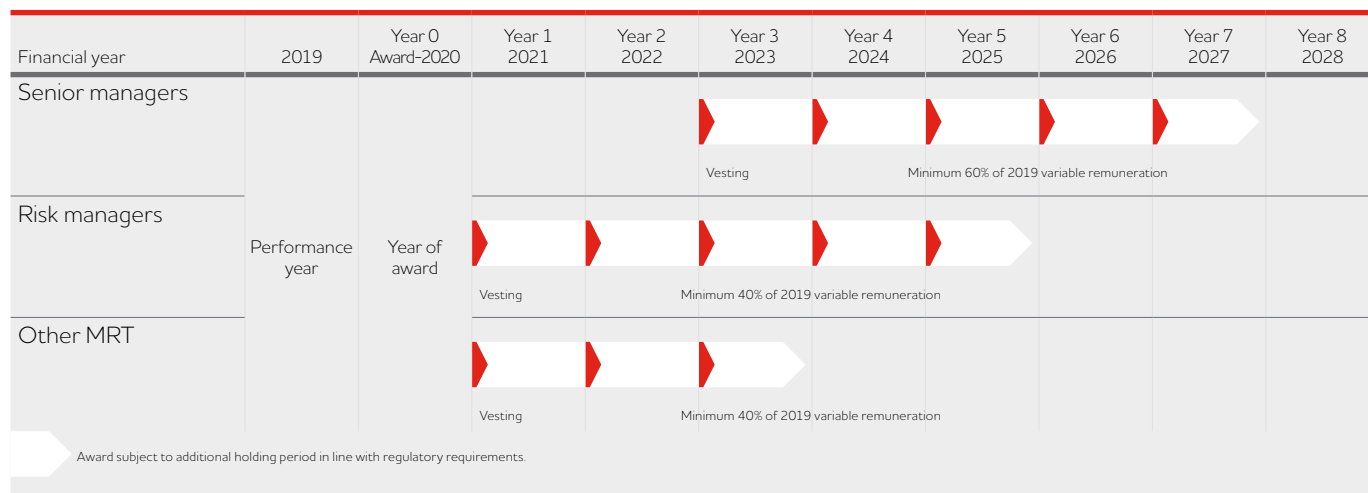 Financial year
2019
Year 0
Award-2020
Year 1
2021
Year 2
2022
Year 3
2023
Year 4
2024
Year 5
2025
Year 6
2026
Year 7
2027
Year 8
2028
Senior managers
Vesting
Minimum 60% of 2019 variable remuneration
Risk managers
Performance
year
Year of
award
Vesting
Minimum 40% of 2019 variable remuneration
Other MRT
Vesting
Minimum 40% of 2019 variable remuneration
Award subject to additional holding period in line with regulatory requirements.